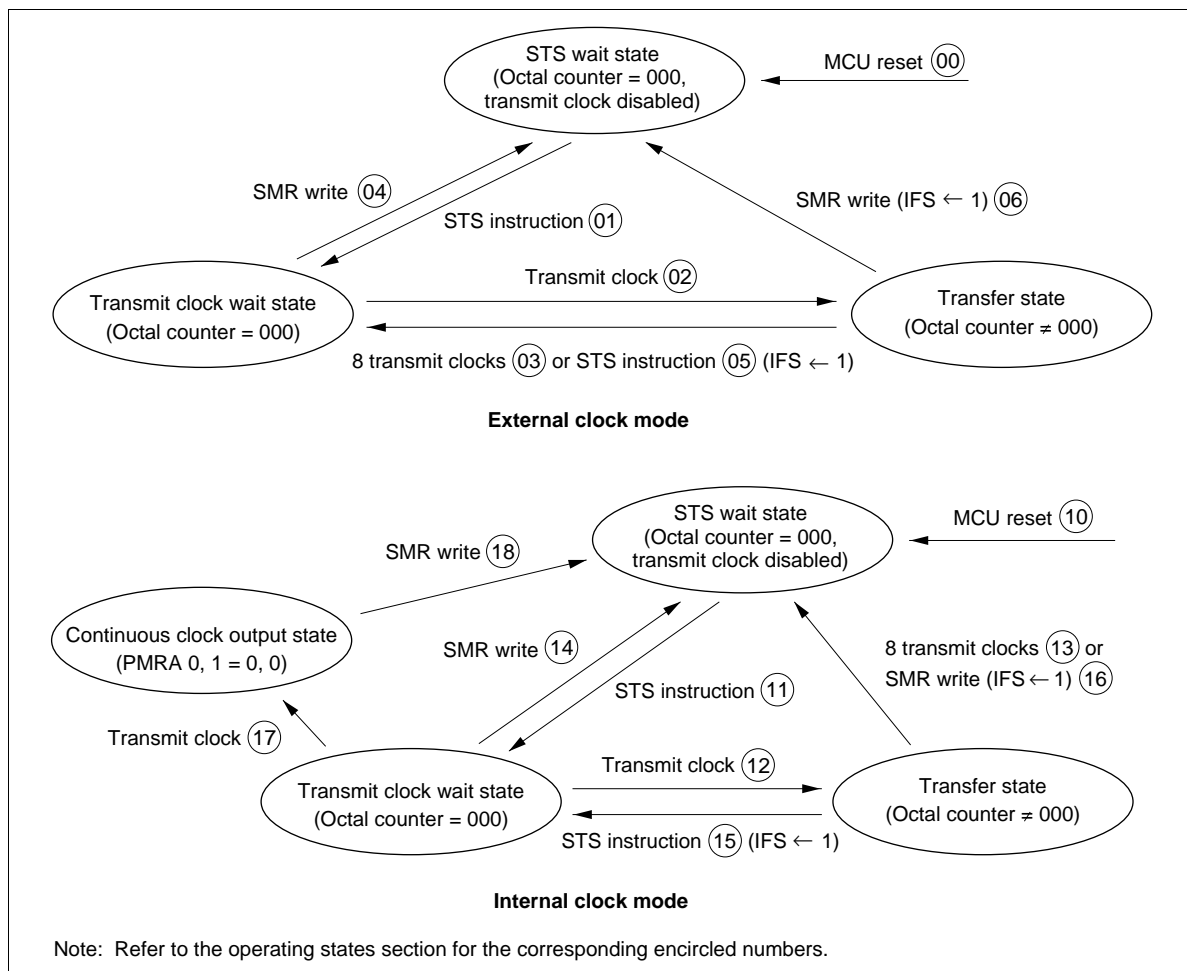 STS wait state
(Octal counter = 000,
transmit clock disabled)
MCU reset 00
SMR write 04
STS instruction 01
SMR write (IFS ← 1) 06
Transmit clock wait state
(Octal counter = 000)
Transmit clock 02
Transfer state
(Octal counter ≠ 000)
8 transmit clocks 03 or STS instruction 05 (IFS ← 1)
External clock mode
STS wait state
(Octal counter = 000,
transmit clock disabled)
MCU reset 10
SMR write 18
Continuous clock output state
(PMRA 0, 1 = 0, 0)
SMR write 14
STS instruction 11
8 transmit clocks 13 or
SMR write (IFS ← 1) 16
Transmit clock 17
Transmit clock wait state
(Octal counter = 000)
Transmit clock 12
STS instruction 15 (IFS ← 1)
Transfer state
(Octal counter ≠ 000)
Internal clock mode
Note: Refer to the operating states section for the corresponding encircled numbers.